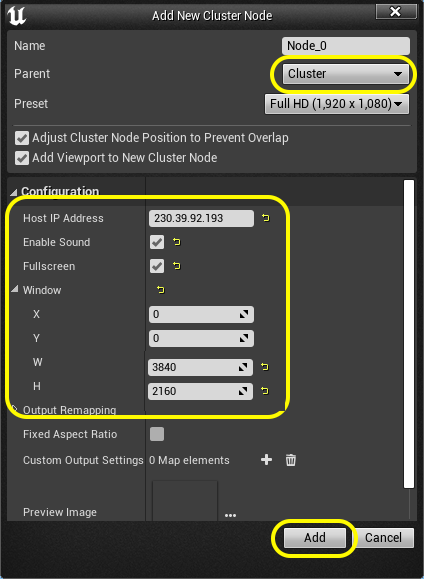 Add New Cluster Node
Name Node_0
Parent Cluster
Preset Full HD (1,920 x 1,080)
Adjust Cluster Node Position to Prevent Overlap
Add Viewport to New Cluster Node
Configuration
Host IP Address 230.39.92.193
Enable Sound
Fullscreen
Window
X 0
Y 0
W 3840
H 2160
Output Remapping
Fixed Aspect Ratio
Custom Output Settings 0 Map elements
Preview Image ...
Add Cancel